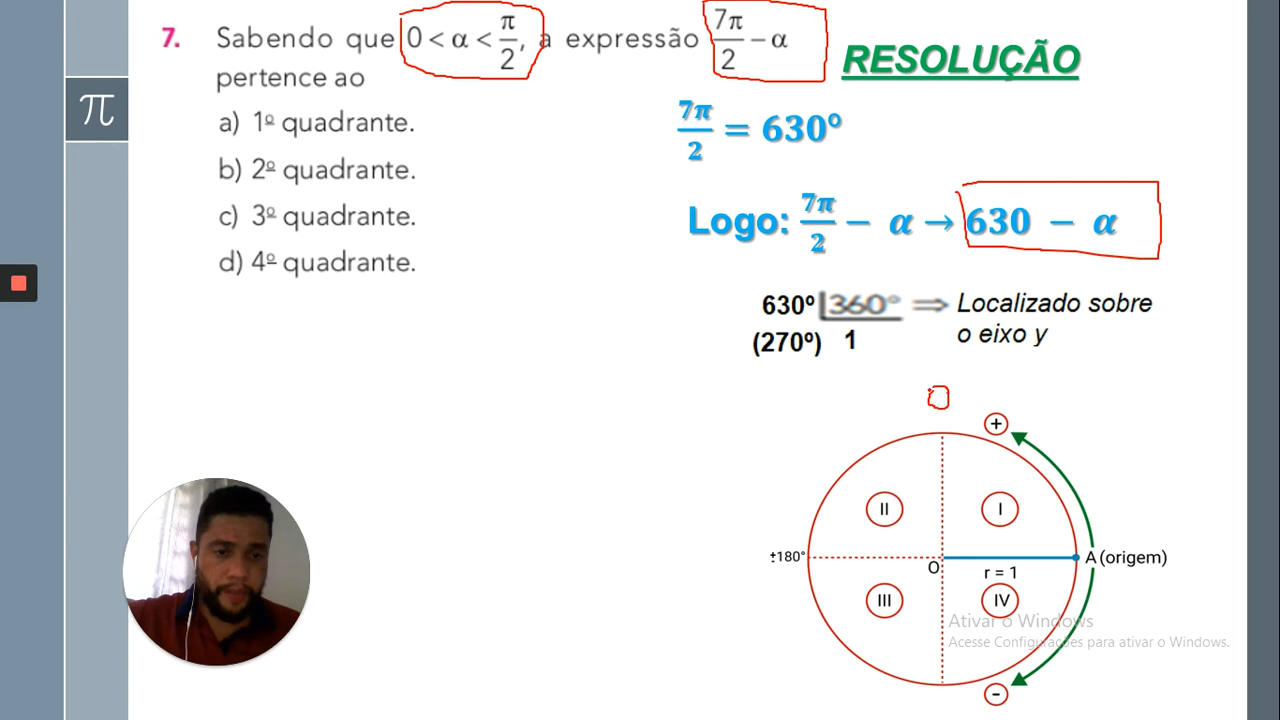 π
7. Sabendo que 0 < α < π/2, a expressão 7π/2 − α
pertence ao
a) 1º quadrante.
b) 2º quadrante.
c) 3º quadrante.
d) 4º quadrante.
RESOLUÇÃO
7π/2 = 630º
Logo: 7π/2 − α → 630 − α
630º 360° ⇒ Localizado sobre
(270º) 1 o eixo y
+
II I
±180° O A (origem)
r = 1
III IV
Ativar o Windows
Acesse Configurações para ativar o Windows.
-